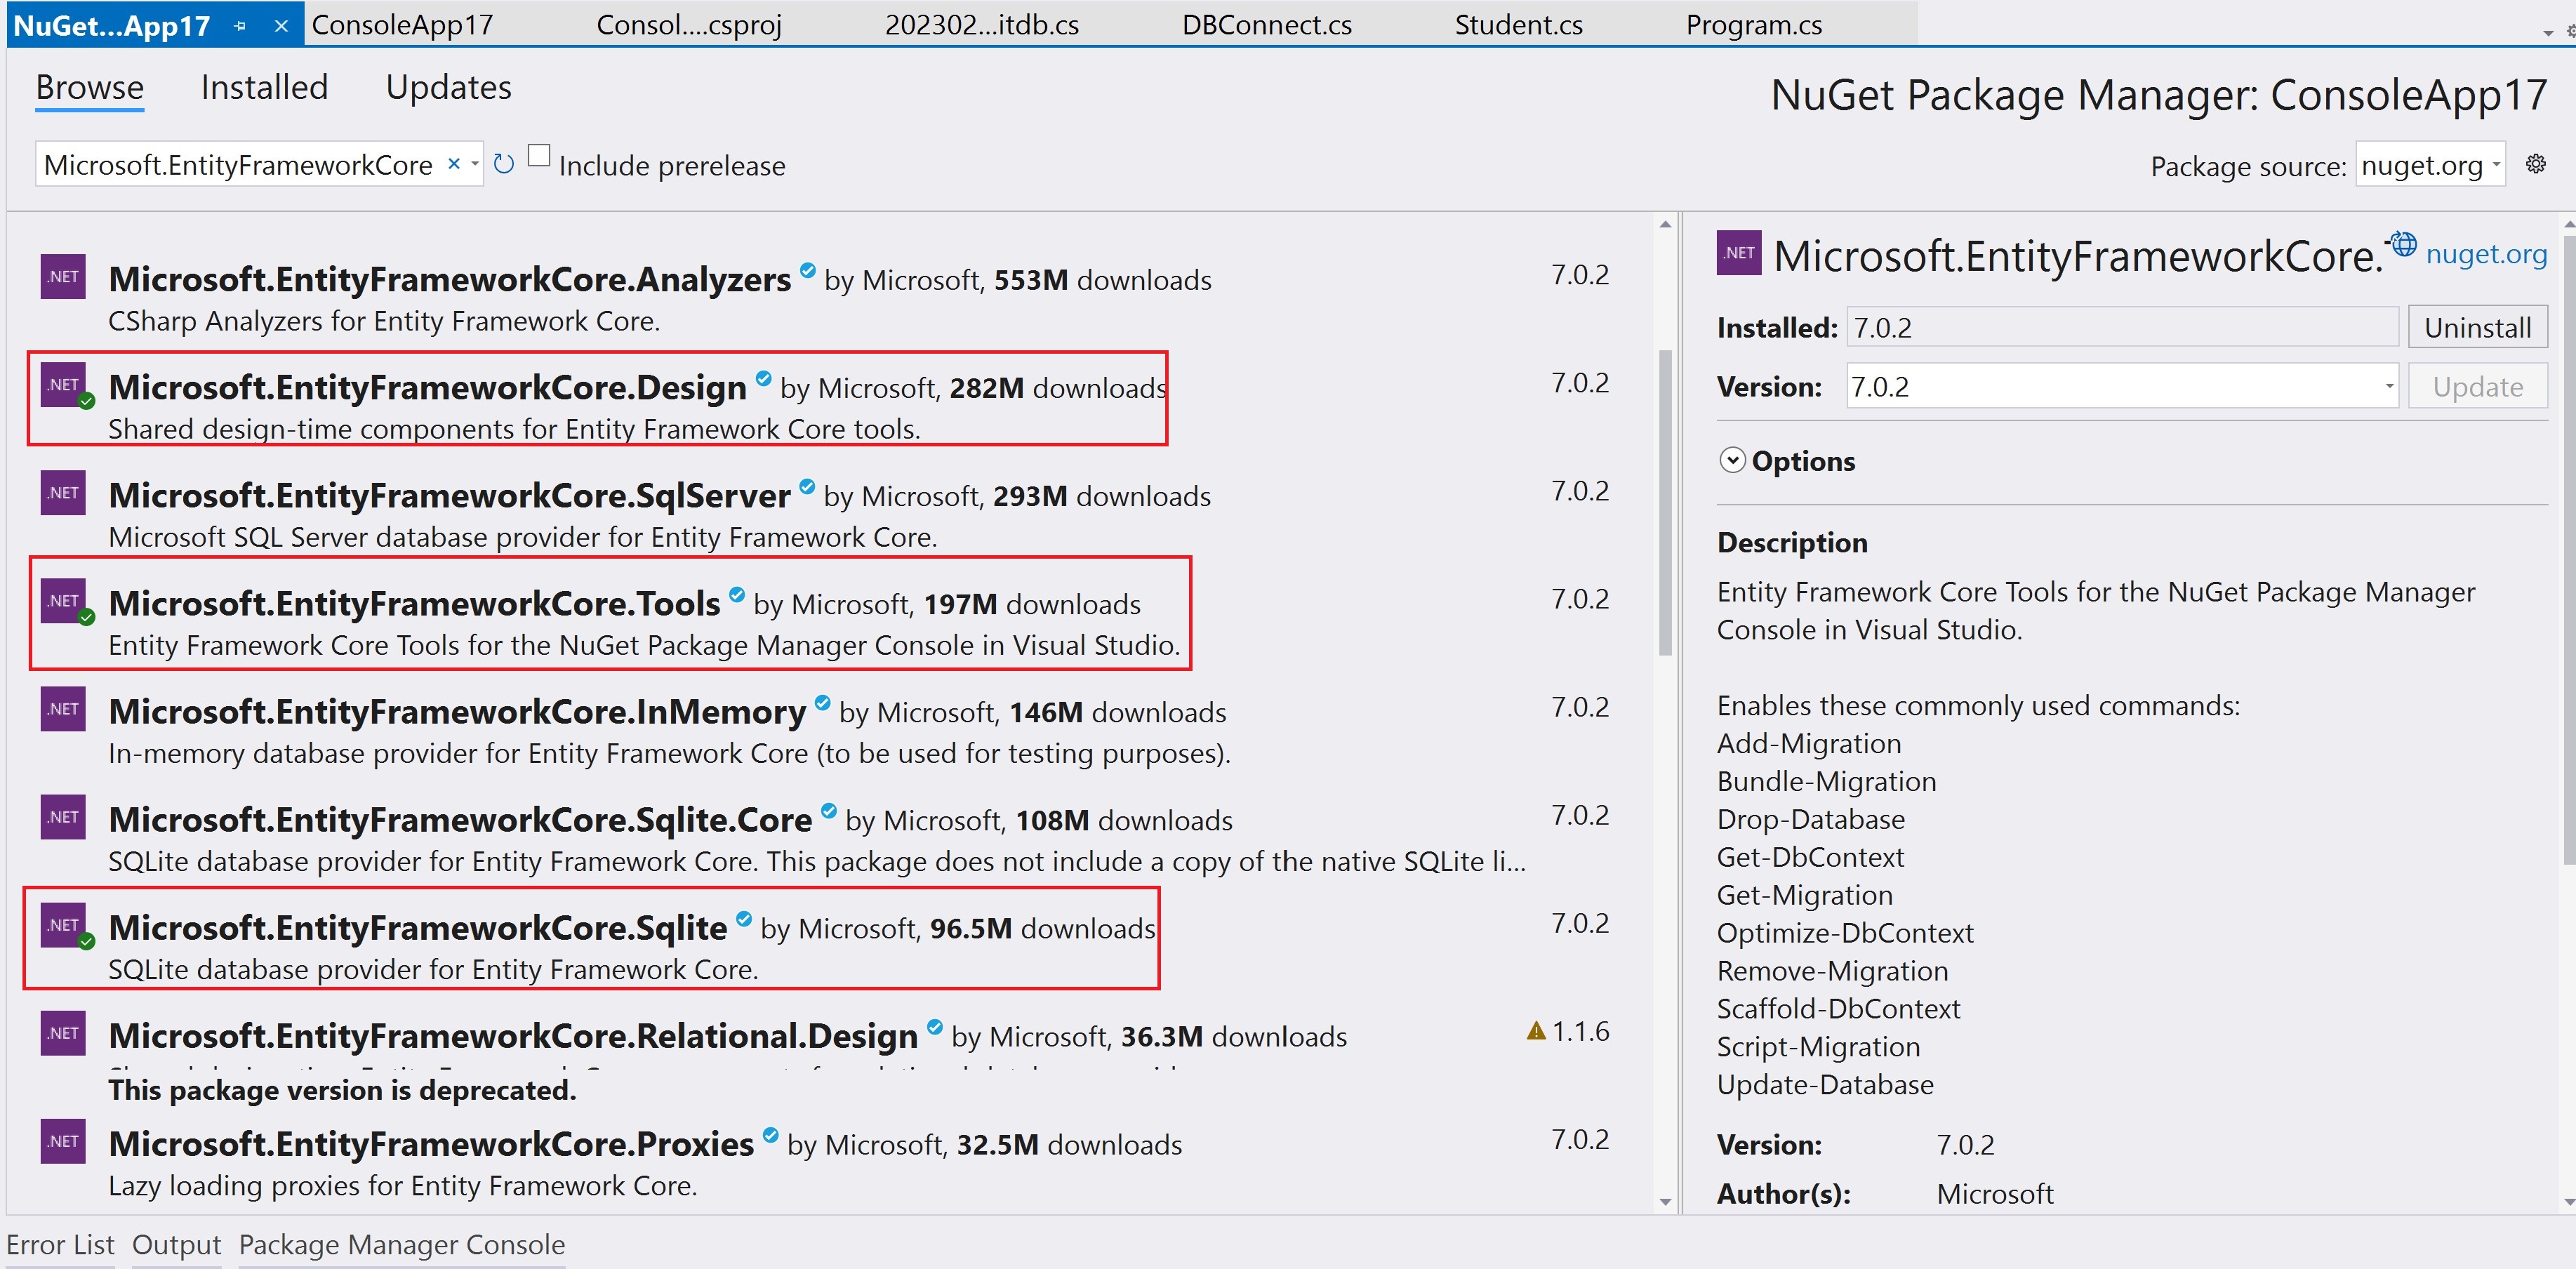 NuGet...App17
ConsoleApp17
Consol....csproj
202302...itdb.cs
DBConnect.cs
Student.cs
Program.cs
Browse
Installed
Updates
NuGet Package Manager: ConsoleApp17
Microsoft.EntityFrameworkCore
Include prerelease
Package source: nuget.org
.NET Microsoft.EntityFrameworkCore.Analyzers by Microsoft, 553M downloads 7.0.2
CSharp Analyzers for Entity Framework Core.
.NET Microsoft.EntityFrameworkCore.Design by Microsoft, 282M downloads 7.0.2
Shared design-time components for Entity Framework Core tools.
.NET Microsoft.EntityFrameworkCore.SqlServer by Microsoft, 293M downloads 7.0.2
Microsoft SQL Server database provider for Entity Framework Core.
.NET Microsoft.EntityFrameworkCore.Tools by Microsoft, 197M downloads 7.0.2
Entity Framework Core Tools for the NuGet Package Manager Console in Visual Studio.
.NET Microsoft.EntityFrameworkCore.InMemory by Microsoft, 146M downloads 7.0.2
In-memory database provider for Entity Framework Core (to be used for testing purposes).
.NET Microsoft.EntityFrameworkCore.Sqlite.Core by Microsoft, 108M downloads 7.0.2
SQLite database provider for Entity Framework Core. This package does not include a copy of the native SQLite li...
.NET Microsoft.EntityFrameworkCore.Sqlite by Microsoft, 96.5M downloads 7.0.2
SQLite database provider for Entity Framework Core.
.NET Microsoft.EntityFrameworkCore.Relational.Design by Microsoft, 36.3M downloads 1.1.6
This package version is deprecated.
.NET Microsoft.EntityFrameworkCore.Proxies by Microsoft, 32.5M downloads 7.0.2
Lazy loading proxies for Entity Framework Core.
.NET Microsoft.EntityFrameworkCore. nuget.org
Installed: 7.0.2 Uninstall
Version: 7.0.2 Update
Options
Description
Entity Framework Core Tools for the NuGet Package Manager
Console in Visual Studio.
Enables these commonly used commands:
Add-Migration
Bundle-Migration
Drop-Database
Get-DbContext
Get-Migration
Optimize-DbContext
Remove-Migration
Scaffold-DbContext
Script-Migration
Update-Database
Version: 7.0.2
Author(s): Microsoft
Error List
Output
Package Manager Console